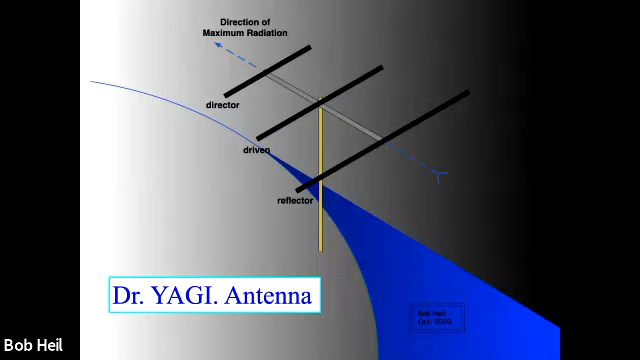 Direction of
Maximum Radiation
director
driven
reflector
Dr. YAGI. Antenna
Bob Heil
Oct. 2020
Bob Heil